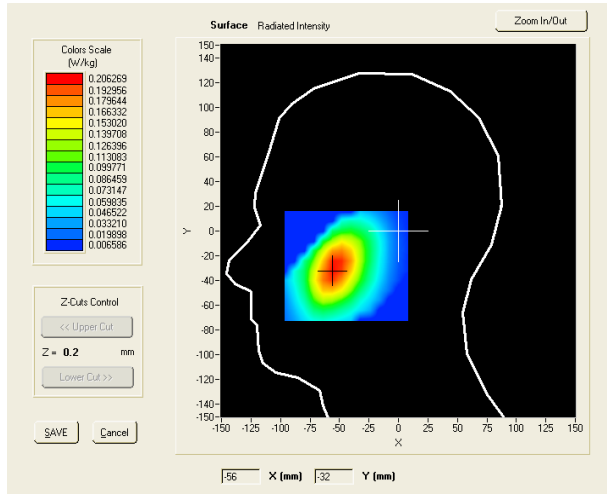 Surface Radiated Intensity
Zoom In/Out
Colors Scale
(W/kg)
0.206269
0.192956
0.179644
0.166332
0.153020
0.139708
0.126396
0.113083
0.099771
0.086459
0.073147
0.059835
0.046522
0.033210
0.019898
0.006586
150
140
120
100
80
60
40
20
0
-20
-40
-60
-80
-100
-120
-140
-150
Y
-150 -125 -100 -75 -50 -25 0 25 50 75 100 125 150
X
Z-Cuts Control
<< Upper Cut
Z = 0.2 mm
Lower Cut >>
SAVE Cancel
-56 X (mm) -32 Y (mm)